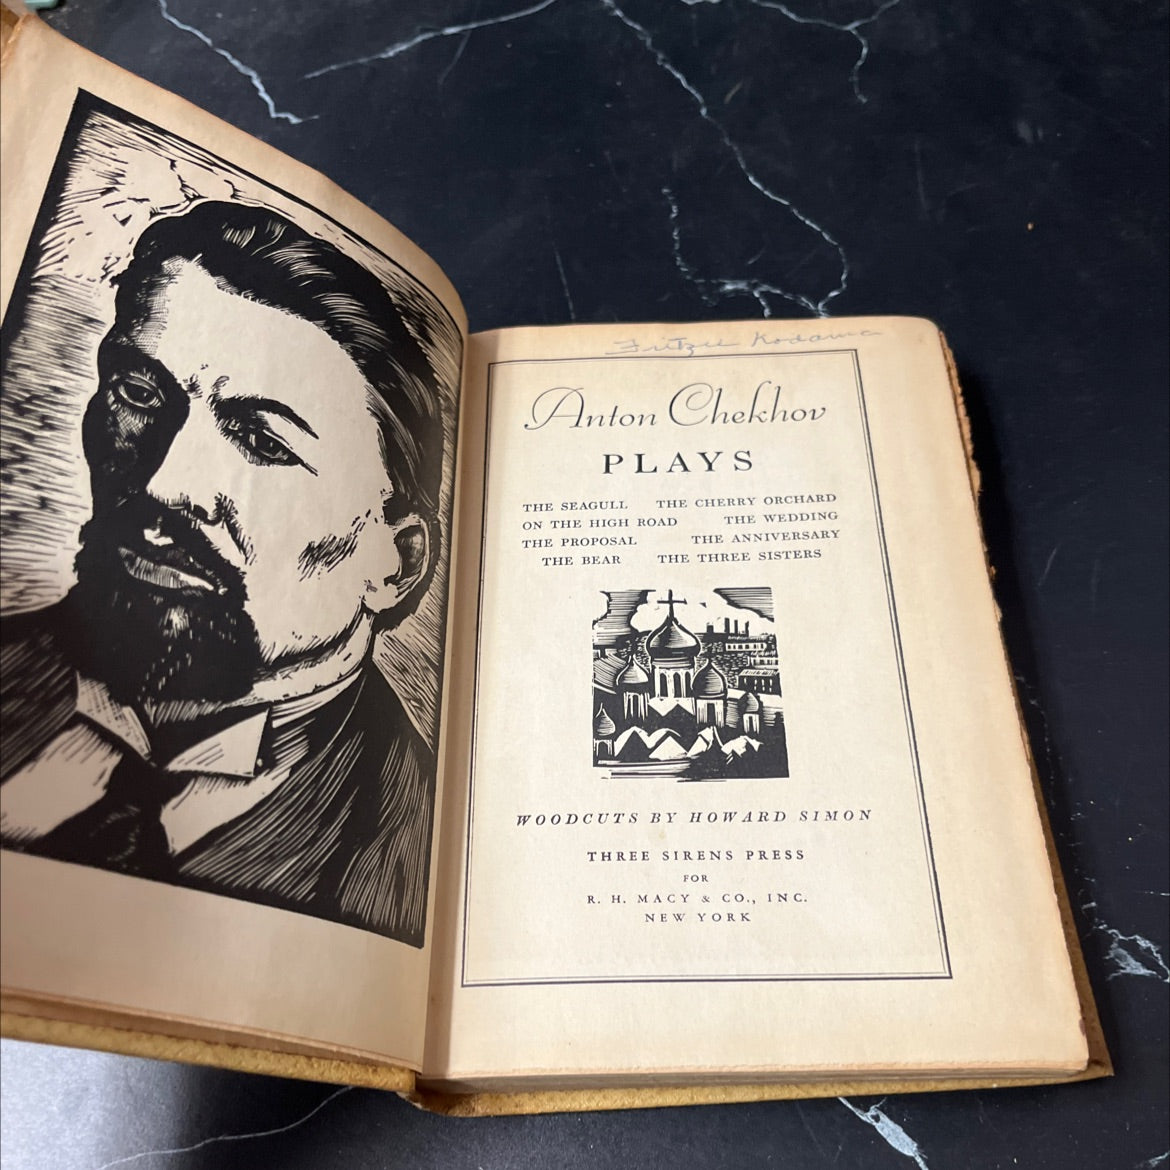 Kodama
Anton Chekhov
PLAYS
THE SEAGULL THE CHERRY ORCHARD
ON THE HIGH ROAD THE WEDDING
THE PROPOSAL THE ANNIVERSARY
THE BEAR THE THREE SISTERS
WOODCUTS BY HOWARD SIMON
THREE SIRENS PRESS
FOR
R. H. MACY & CO., INC.
NEW YORK